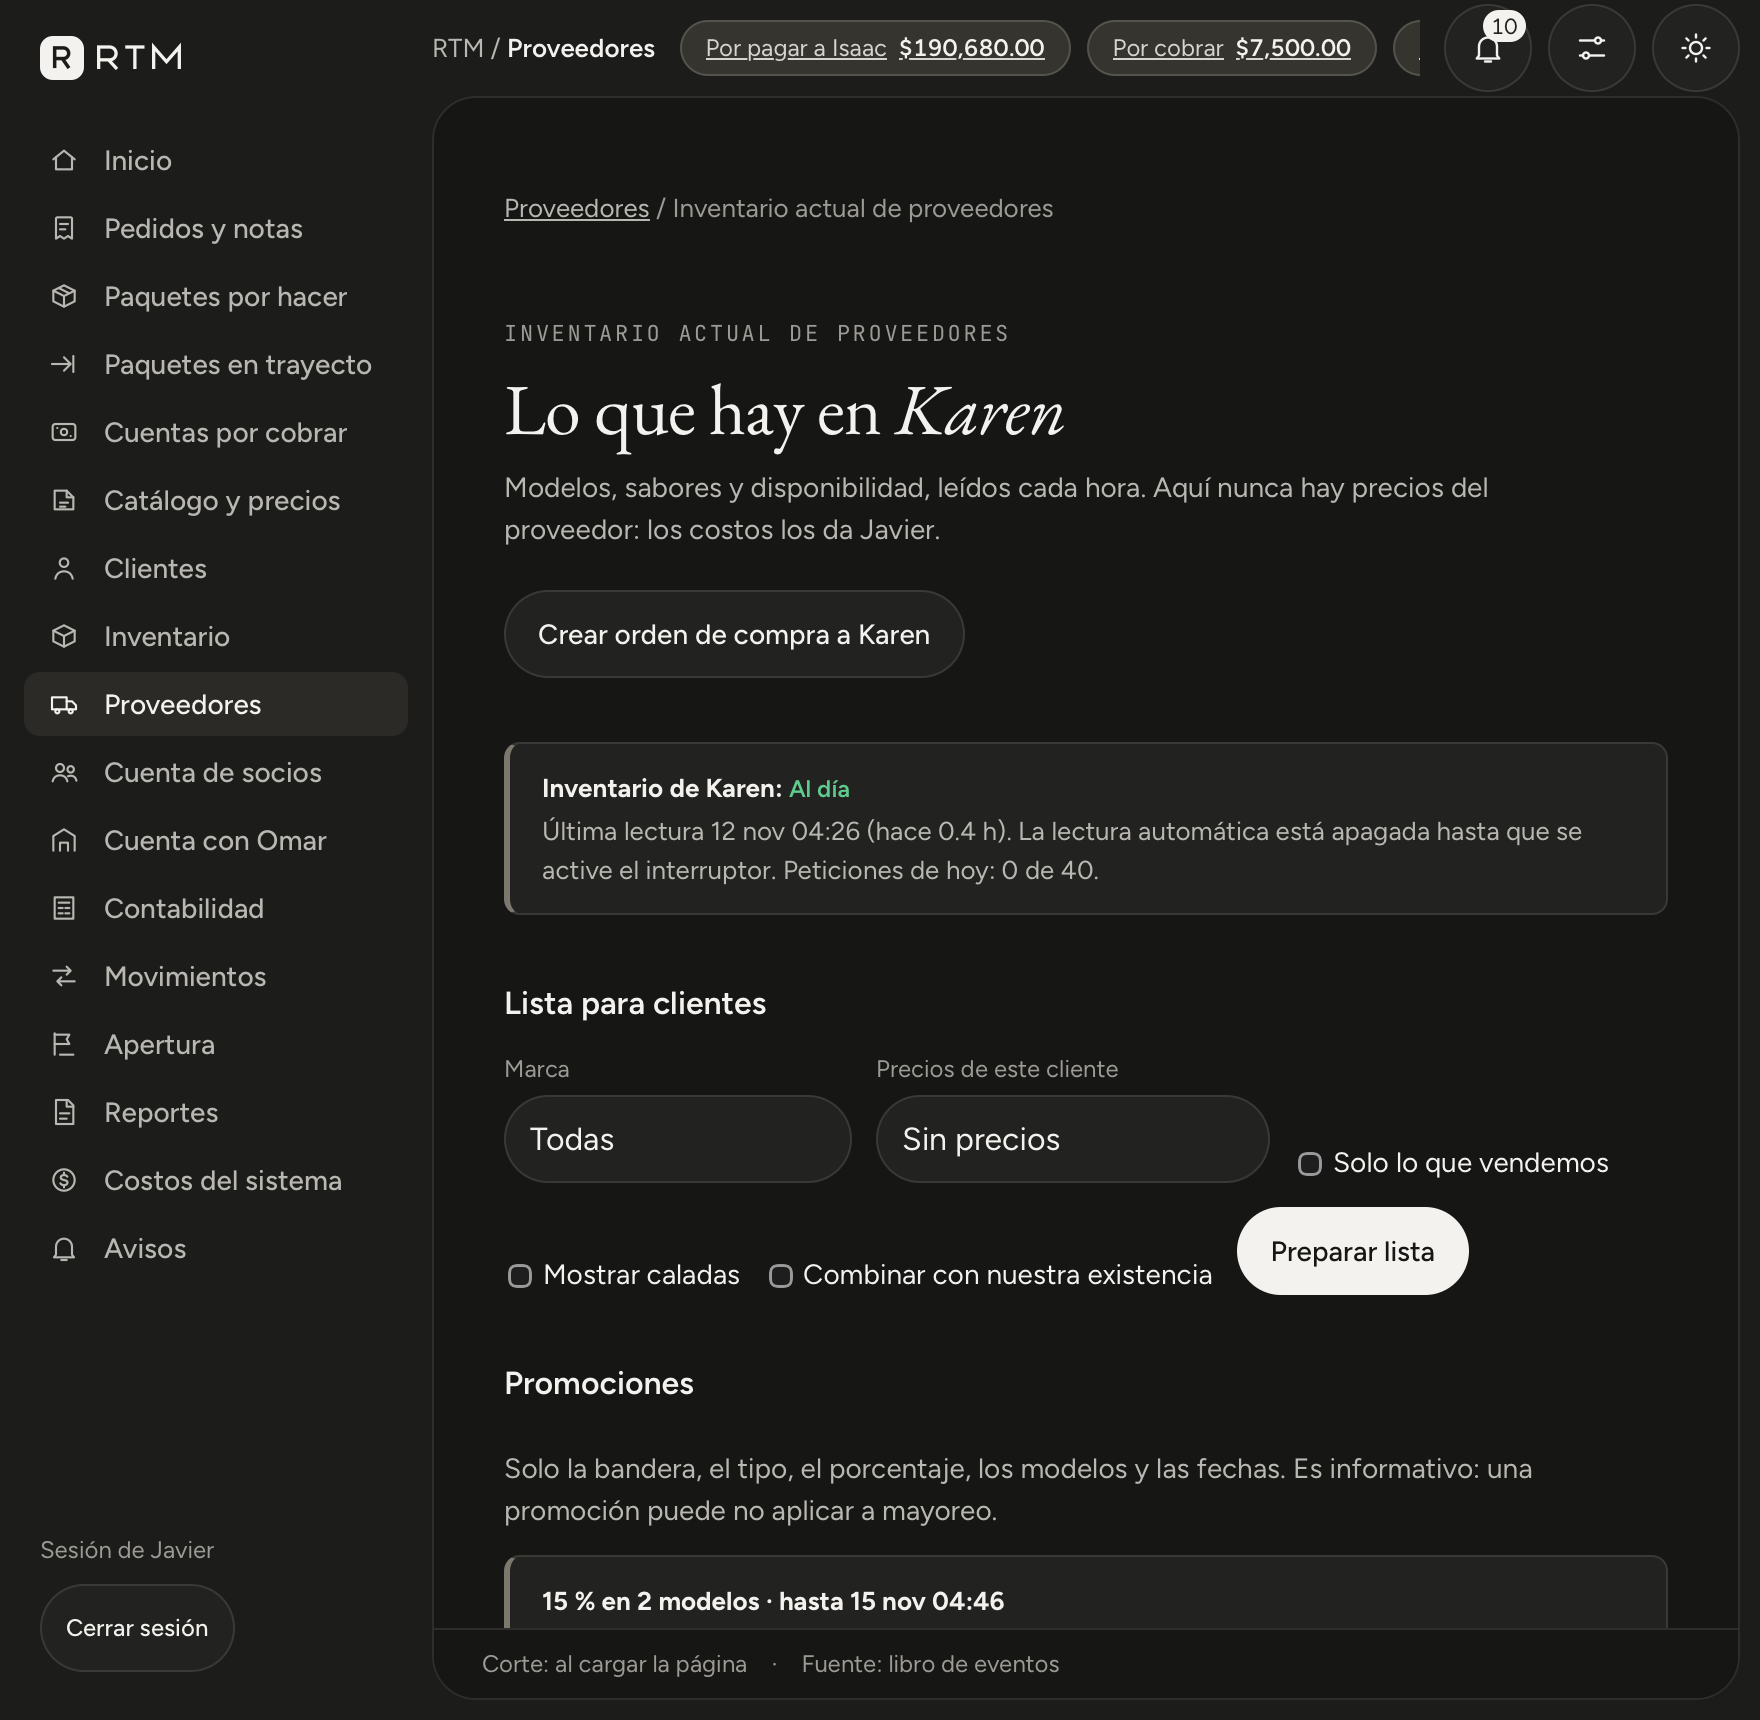 R RTM
RTM / Proveedores
Por pagar a Isaac $190,680.00
Por cobrar $7,500.00
10
Inicio
Pedidos y notas
Paquetes por hacer
Paquetes en trayecto
Cuentas por cobrar
Catálogo y precios
Clientes
Inventario
Proveedores
Cuenta de socios
Cuenta con Omar
Contabilidad
Movimientos
Apertura
Reportes
Costos del sistema
Avisos
Sesión de Javier
Cerrar sesión
Proveedores / Inventario actual de proveedores
INVENTARIO ACTUAL DE PROVEEDORES
Lo que hay en Karen
Modelos, sabores y disponibilidad, leídos cada hora. Aquí nunca hay precios del
proveedor: los costos los da Javier.
Crear orden de compra a Karen
Inventario de Karen: Al día
Última lectura 12 nov 04:26 (hace 0.4 h). La lectura automática está apagada hasta que se
active el interruptor. Peticiones de hoy: 0 de 40.
Lista para clientes
Marca
Precios de este cliente
Todas
Sin precios
Solo lo que vendemos
Mostrar caladas
Combinar con nuestra existencia
Preparar lista
Promociones
Solo la bandera, el tipo, el porcentaje, los modelos y las fechas. Es informativo: una
promoción puede no aplicar a mayoreo.
15 % en 2 modelos · hasta 15 nov 04:46
Corte: al cargar la página · Fuente: libro de eventos